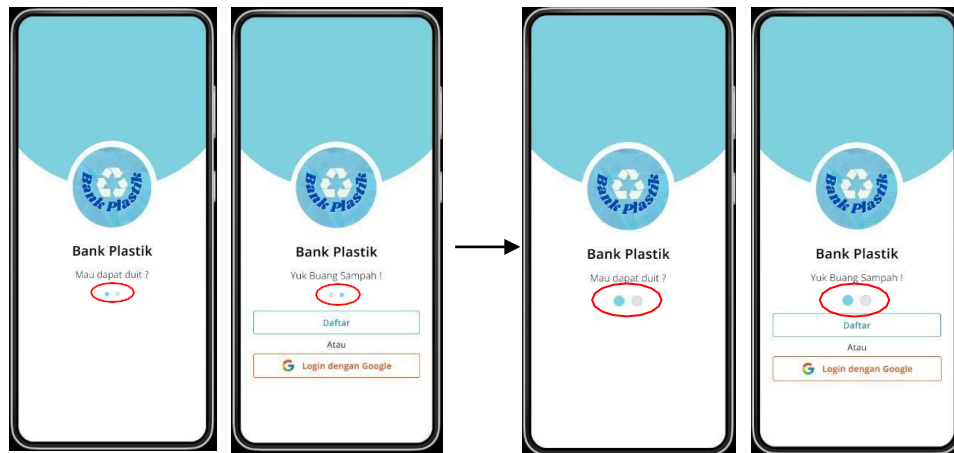 Bank Plastik
Bank Plastik
Mau dapat duit ?
Bank Plastik
Bank Plastik
Yuk Buang Sampah !
Daftar
Atau
Login dengan Google
Bank Plastik
Bank Plastik
Mau dapat duit ?
Bank Plastik
Bank Plastik
Yuk Buang Sampah !
Daftar
Atau
Login dengan Google